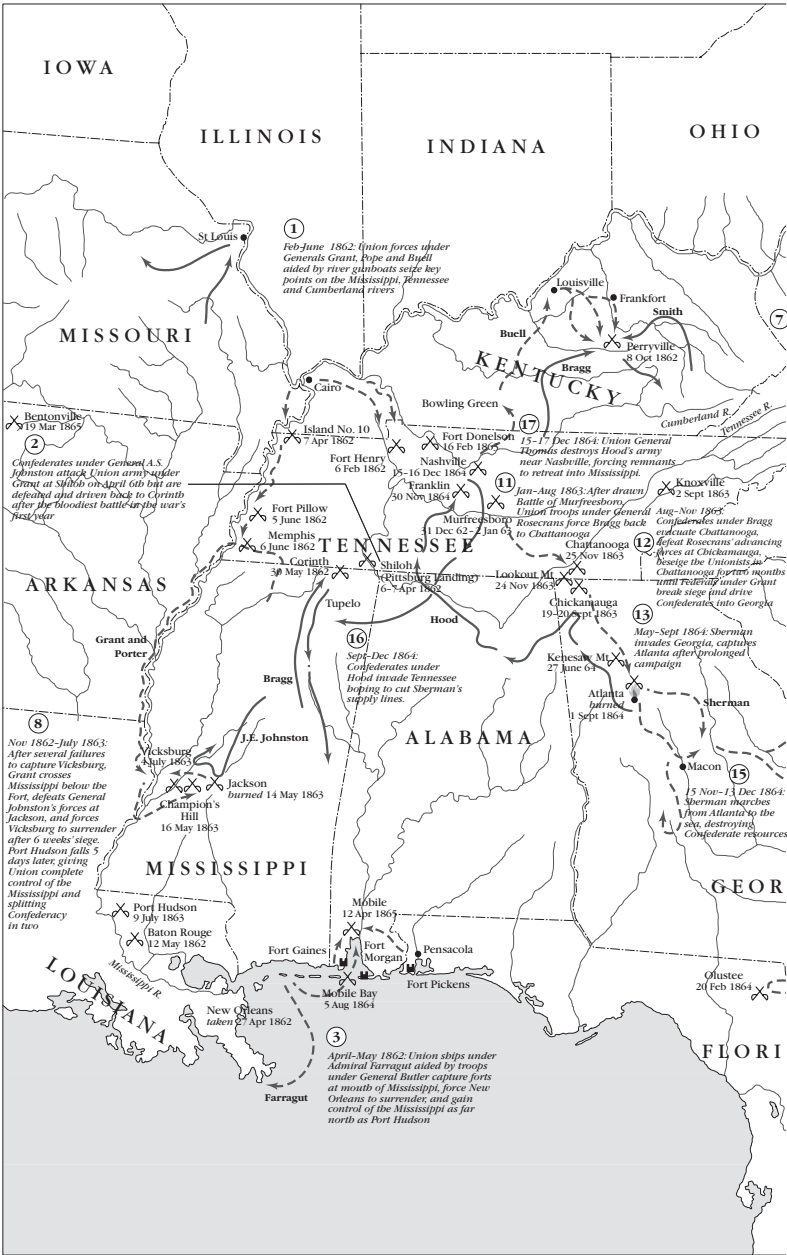 IOWA
ILLINOIS
INDIANA
OHIO
St Louis
1
Feb-June 1862: Union forces under
Generals Grant, Pope and Buell
aided by river gunboats seize key
points on the Mississippi, Tennessee
and Cumberland rivers
Louisville
Frankfort
Smith
7
Buell
MISSOURI
Perryville
8 Oct 1862
KENTUCKY
Bragg
Cairo
Bowling Green
Cumberland R.
Tennessee R.
Bentonville
19 Mar 1865
Island No. 10
7 Apr 1862
Fort Donelson
16 Feb 1863
17
15–17 Dec 1864: Union General
Thomas destroys Hood's army
near Nashville, forcing remnants
to retreat into Mississippi.
2
Confederates under General A.S.
Johnston attack Union army under
Grant at Shiloh on April 6th but are
defeated and driven back to Corinth
after the bloodiest battle in the war's
first year
Fort Henry
6 Feb 1862
Nashville
15–16 Dec 1864
Franklin
30 Nov 1864
11
Jan-Aug 1863: After drawn
Battle of Murfreesboro,
Union troops under General
Rosecrans force Bragg back
to Chattanooga
Knoxville
2 Sept 1863
Murfreesboro
31 Dec 62–2 Jan 63
Fort Pillow
5 June 1862
Memphis
6 June 1862
TENNESSEE
12
Aug-Nov 1863:
Confederates under Bragg
evacuate Chattanooga,
defeat Rosecrans' advancing
forces at Chickamauga,
beseige the Unionists in
Chattanooga for two months
until Federals under Grant
break siege and drive
Confederates into Georgia
Corinth
30 May 1862
Shiloh
(Pittsburg Landing)
6–7 Apr 1862
Chattanooga
25 Nov 1863
Lookout Mt
24 Nov 1863
ARKANSAS
Tupelo
Chickamauga
19–20 Sept 1863
13
May-Sept 1864: Sherman
invades Georgia, captures
Atlanta after prolonged
campaign
Hood
Grant and
Porter
16
Sept-Dec 1864:
Confederates under
Hood invade Tennessee
hoping to cut Sherman's
supply lines.
Kenesaw Mt
27 June 64
Bragg
Atlanta
burned
1 Sept 1864
Sherman
8
Nov 1862–July 1863:
After several failures
to capture Vicksburg,
Grant crosses
Mississippi below the
Fort, defeats General
Johnston's forces at
Jackson, and forces
Vicksburg to surrender
after 6 weeks' siege.
Port Hudson falls 5
days later, giving
Union complete
control of the
Mississippi and
splitting
Confederacy
in two
J.E. Johnston
ALABAMA
Vicksburg
4 July 1863
Jackson
burned 14 May 1863
Champion's
Hill
16 May 1863
Macon
15
15 Nov–13 Dec 1864:
Sherman marches
from Atlanta to the
sea, destroying
Confederate resources
MISSISSIPPI
GEOR
Port Hudson
9 July 1863
Baton Rouge
12 May 1862
Mobile
12 Apr 1865
Fort Gaines
Fort
Morgan
Pensacola
Fort Pickens
LOUISIANA
Mississippi R.
Mobile Bay
5 Aug 1864
Olustee
20 Feb 1864
New Orleans
taken 27 Apr 1862
3
April-May 1862: Union ships under
Admiral Farragut aided by troops
under General Butler capture forts
at mouth of Mississippi, force New
Orleans to surrender, and gain
control of the Mississippi as far
north as Port Hudson
Farragut
FLORI